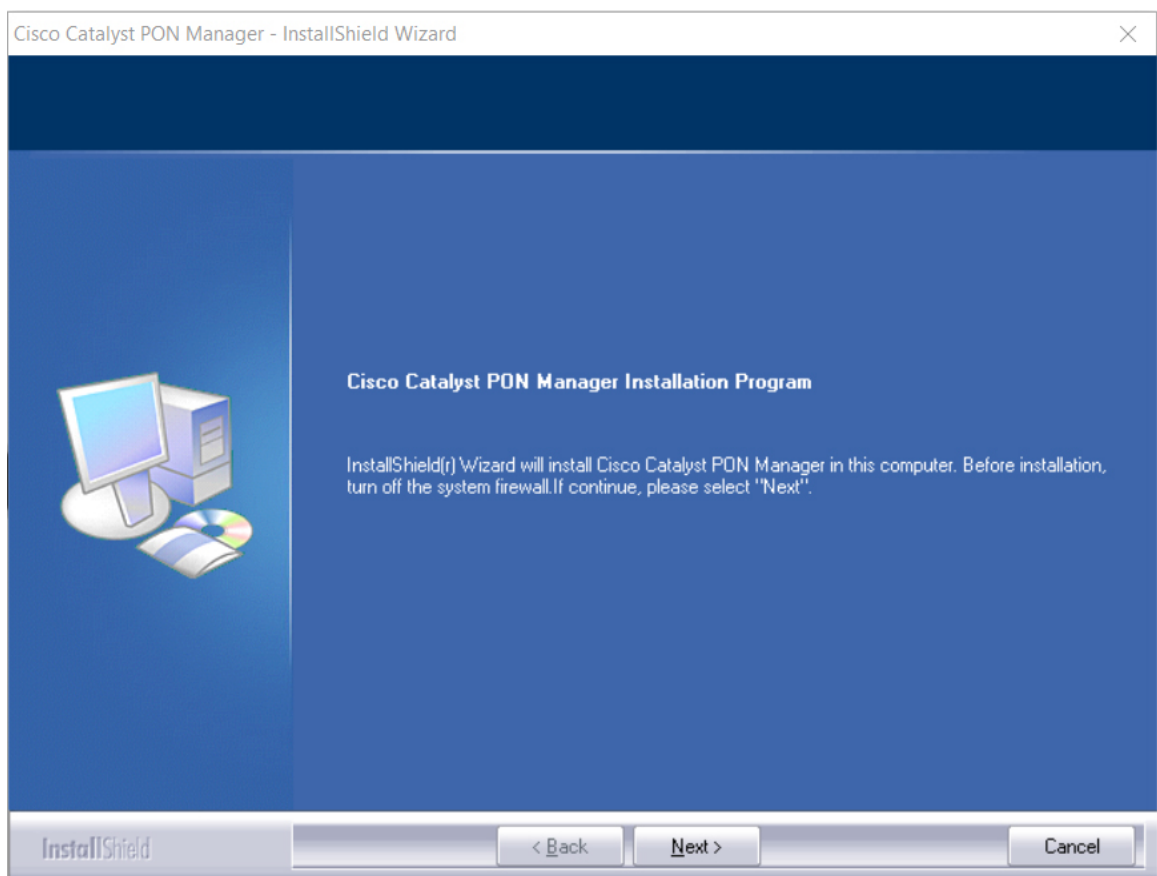 Cisco Catalyst PON Manager - InstallShield Wizard
Cisco Catalyst PON Manager Installation Program
InstallShield(r) Wizard will install Cisco Catalyst PON Manager in this computer. Before installation,
turn off the system firewall.If continue, please select "Next".
InstallShield
< Back
Next >
Cancel